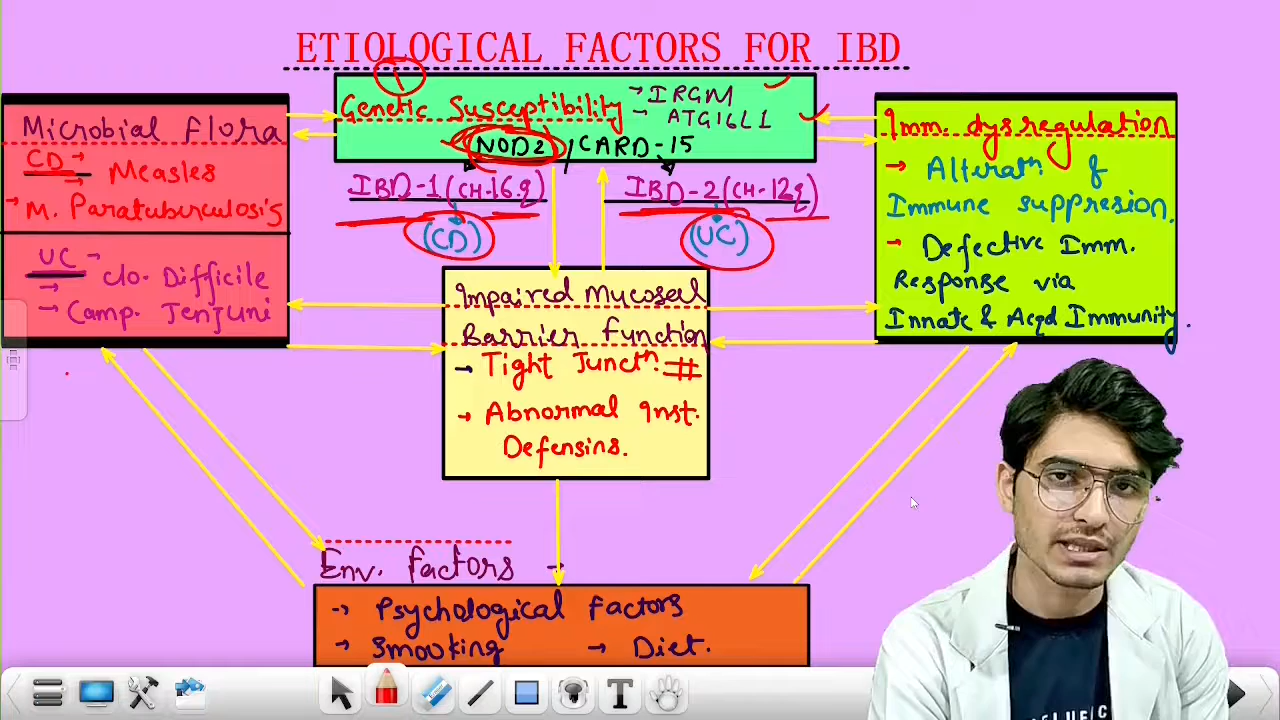 ETIOLOGICAL FACTORS FOR IBD
1
Genetic Susceptibility → IRGM
→ ATG16L1
NOD2 / CARD-15
IBD-1 (CH-16.q)
(CD)
IBD-2 (CH-12q)
(UC)
Microbial flora
CD → Measles
→ M. Paratuberculosis
UC → Clo. Difficile
→ Camp. Jenjuni
Imm. dysregulation
→ Alteratn. of
Immune suppresion.
→ Defective Imm.
Response via
Innate & Acqd Immunity.
Impaired Mucosal
Barrier function
→ Tight Junctn. #
→ Abnormal Inst.
Defensins.
Env. factors →
→ Psychological factors
→ Smooking → Diet.
T